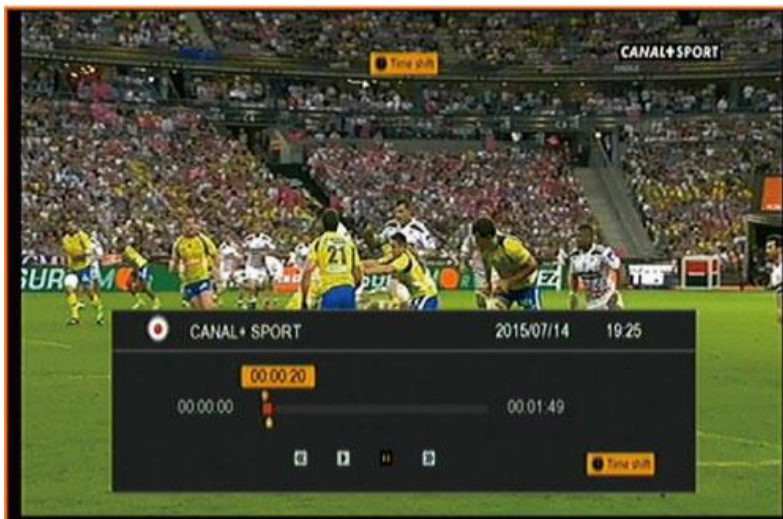 Time shift
CANAL+ SPORT
21
CANAL+ SPORT 2015/07/14 19:25
00:00:20
00:00:00 00:01:49
Time shift